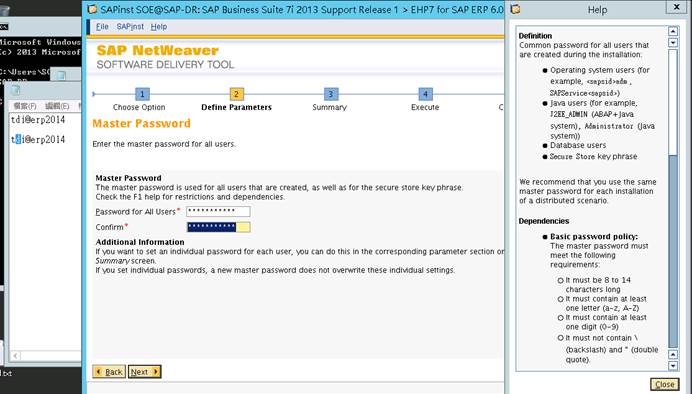 SAPinst SOE@SAP-DR: SAP Business Suite 7i 2013 Support Release 1 > EHP7 for SAP ERP 6.0
File SAPinst Help
SAP NetWeaver
SOFTWARE DELIVERY TOOL
1
2
3
4
Choose Option
Define Parameters
Summary
Execute
Master Password
Enter the master password for all users.
Master Password
The master password is used for all users that are created, as well as for the secure store key phrase.
Check the F1 help for restrictions and dependencies.
Password for All Users* ***********
Confirm* ***********
Additional Information
If you want to set an individual password for each user, you can do this in the corresponding parameter section on
Summary screen.
If you set individual passwords, a new master password does not overwrite these individual settings.
Back Next
Microsoft Windows
(c) 2013 Microsoft
C:\Users\SO
檔案(F) 編輯(E)
tdi@erp2014
tdi@erp2014
.txt
Help
Definition
Common password for all users that
are created during the installation:
Operating system users (for
example, <sapsid>adm,
SAPService<sapsid>)
Java users (for example,
J2EE_ADMIN (ABAP+Java
system), Administrator (Java
system))
Database users
Secure Store key phrase
We recommend that you use the same
master password for each installation
of a distributed scenario.
Dependencies
Basic password policy:
The master password must
meet the following
requirements:
It must be 8 to 14
characters long
It must contain at least
one letter (a-z, A-Z)
It must contain at least
one digit (0-9)
It must not contain \
(backslash) and " (double
quote).
Close